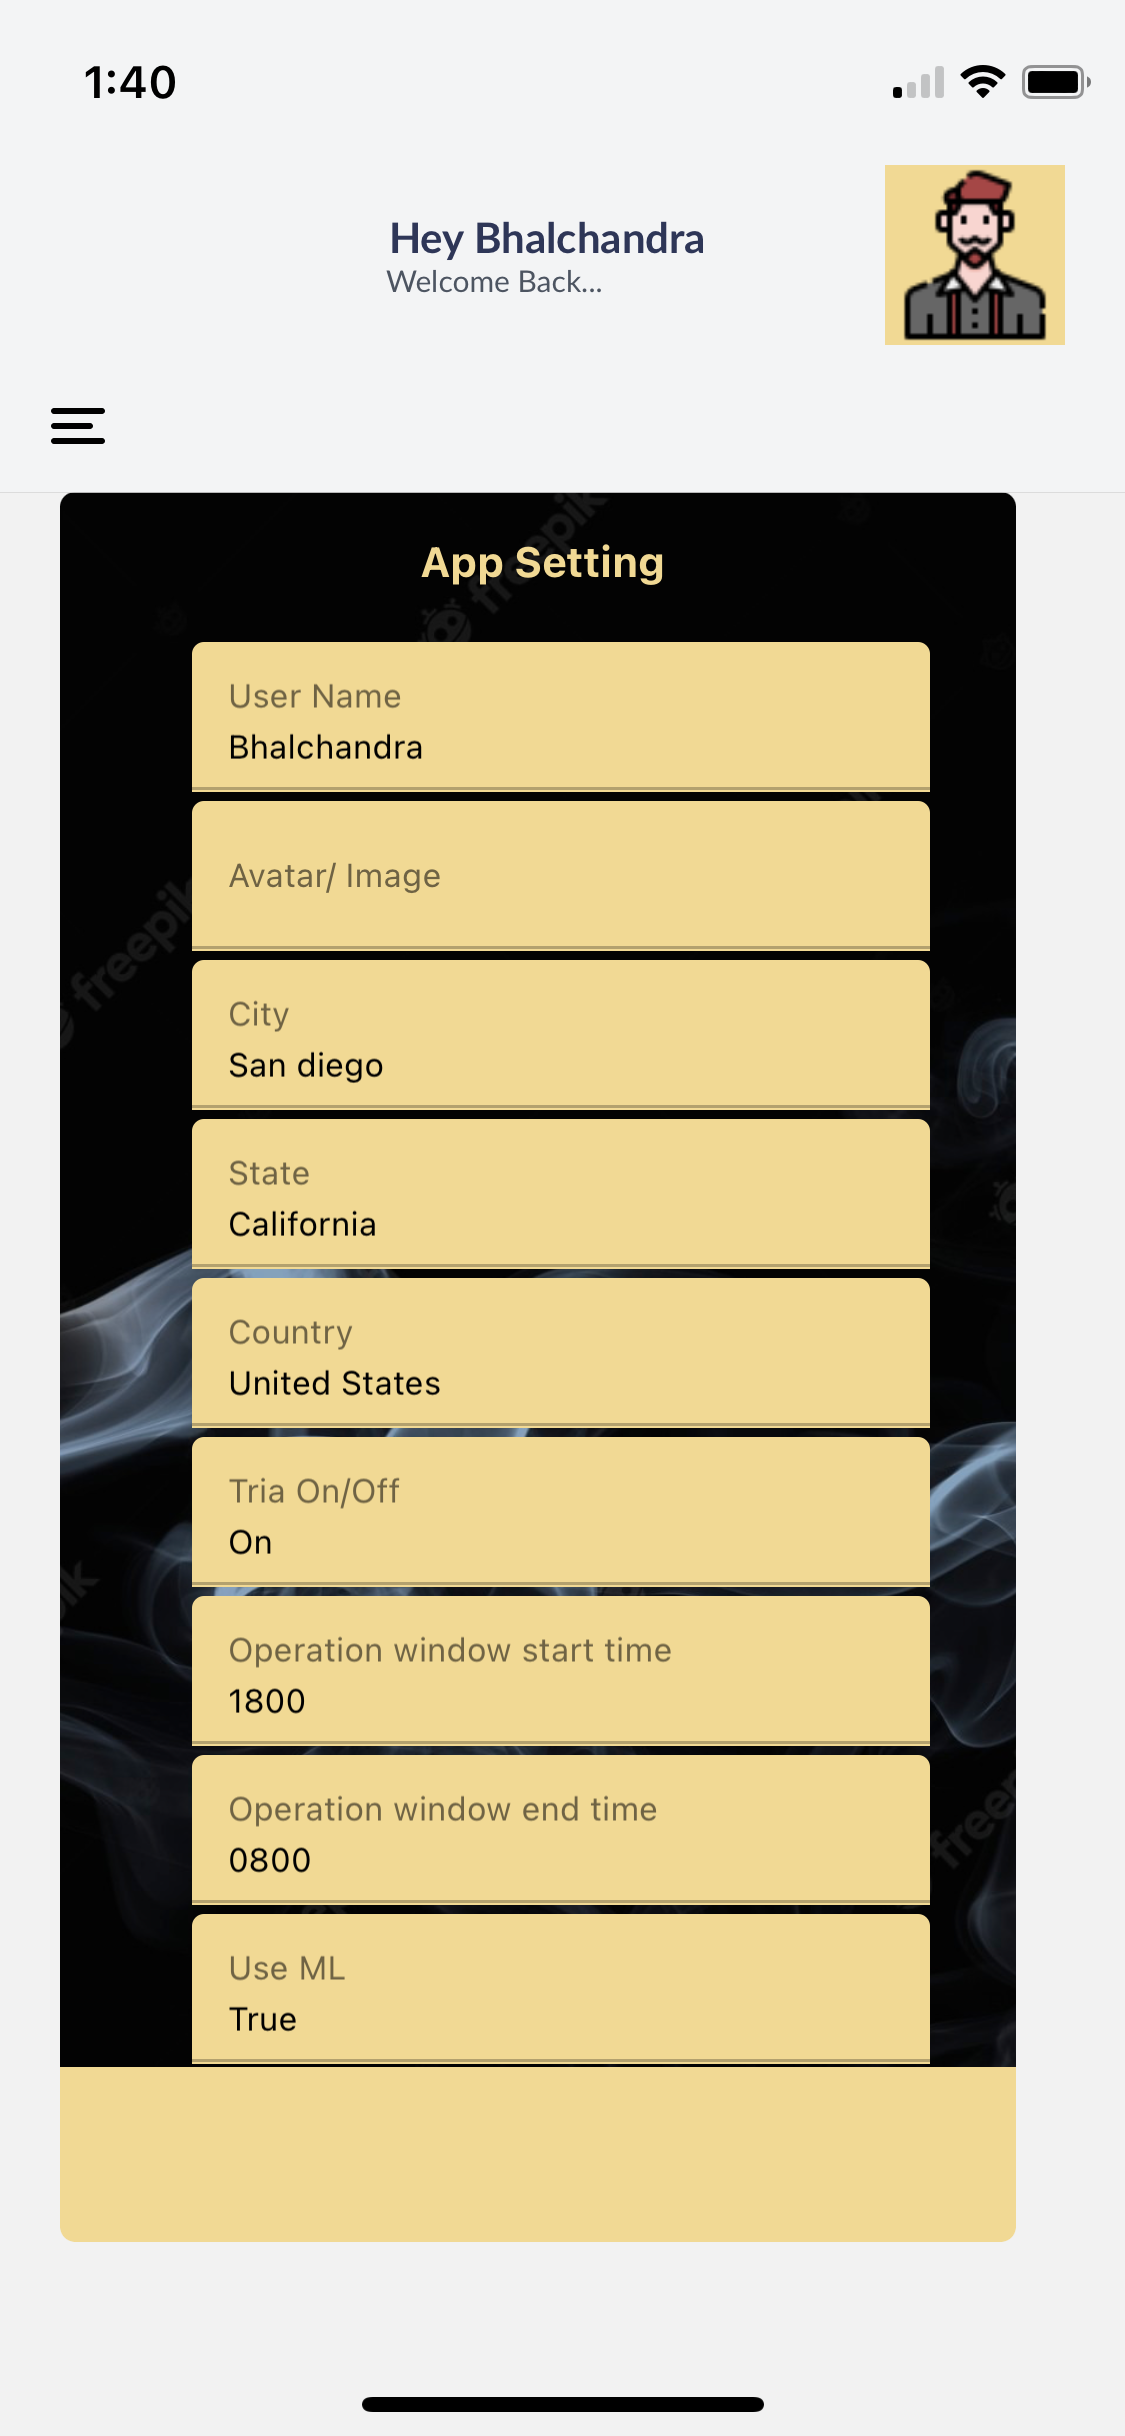 1:40
Hey Bhalchandra
Welcome Back...
freepik
App Setting
User Name
Bhalchandra
Avatar/ Image
freepik
City
San diego
State
California
Country
United States
Tria On/Off
On
Operation window start time
1800
Operation window end time
0800
Use ML
True